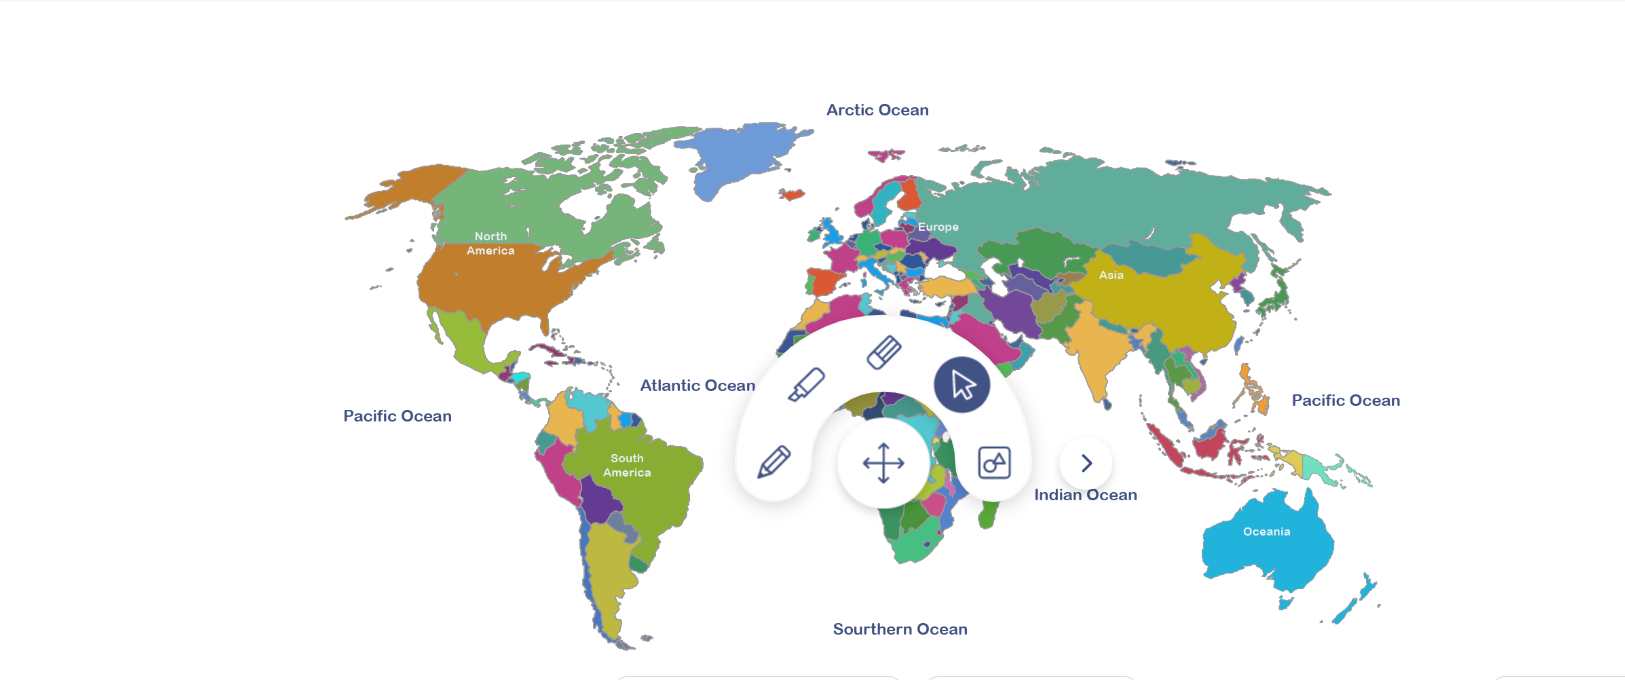 Arctic Ocean
North
America
Europe
Asia
Atlantic Ocean
Pacific Ocean
Pacific Ocean
South
America
Indian Ocean
Oceania
Sourthern Ocean